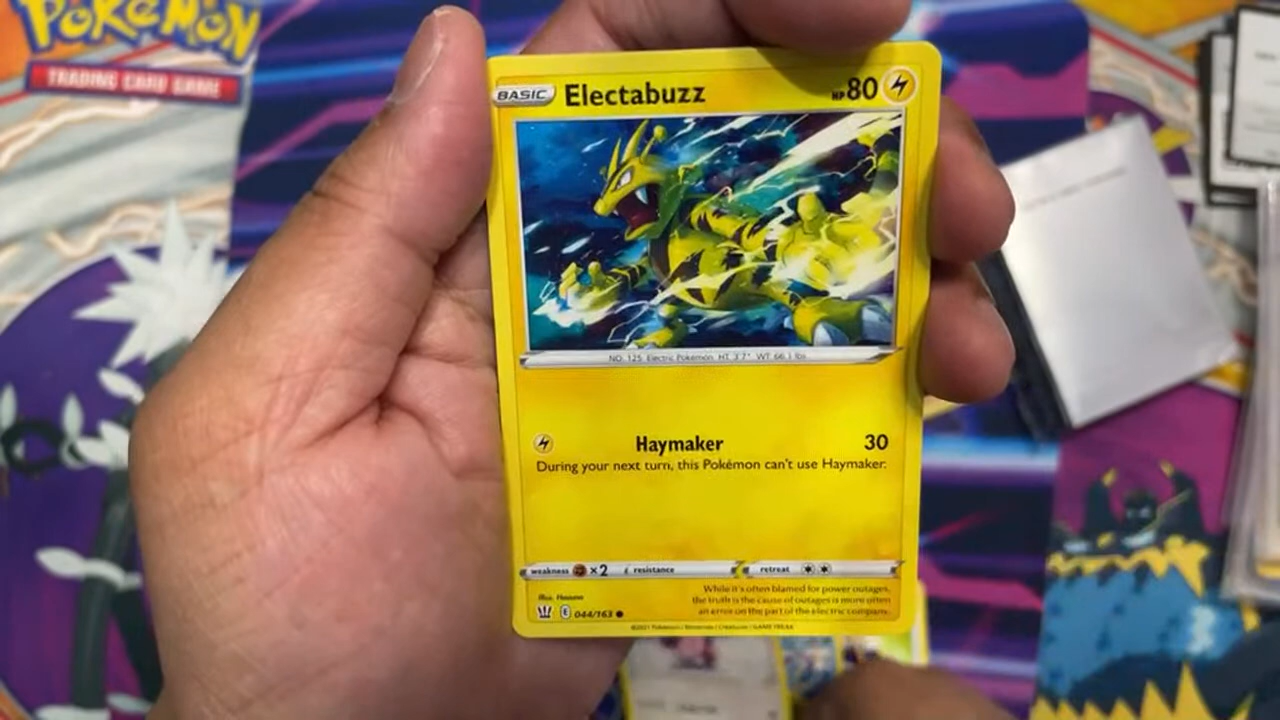 POKéMON
TRADING CARD GAME
BASIC
Electabuzz
HP 80
NO. 125 Electric Pokémon HT 3'7" WT 66.1 lbs
Haymaker 30
During your next turn, this Pokémon can't use Haymaker.
weakness ×2 resistance retreat
While it's often blamed for power outages,
the truth is the cause of outages is more often
an error on the part of the electric company.
Illus.
E 044/163
©2021 Pokémon / Nintendo / Creatures / GAME FREAK